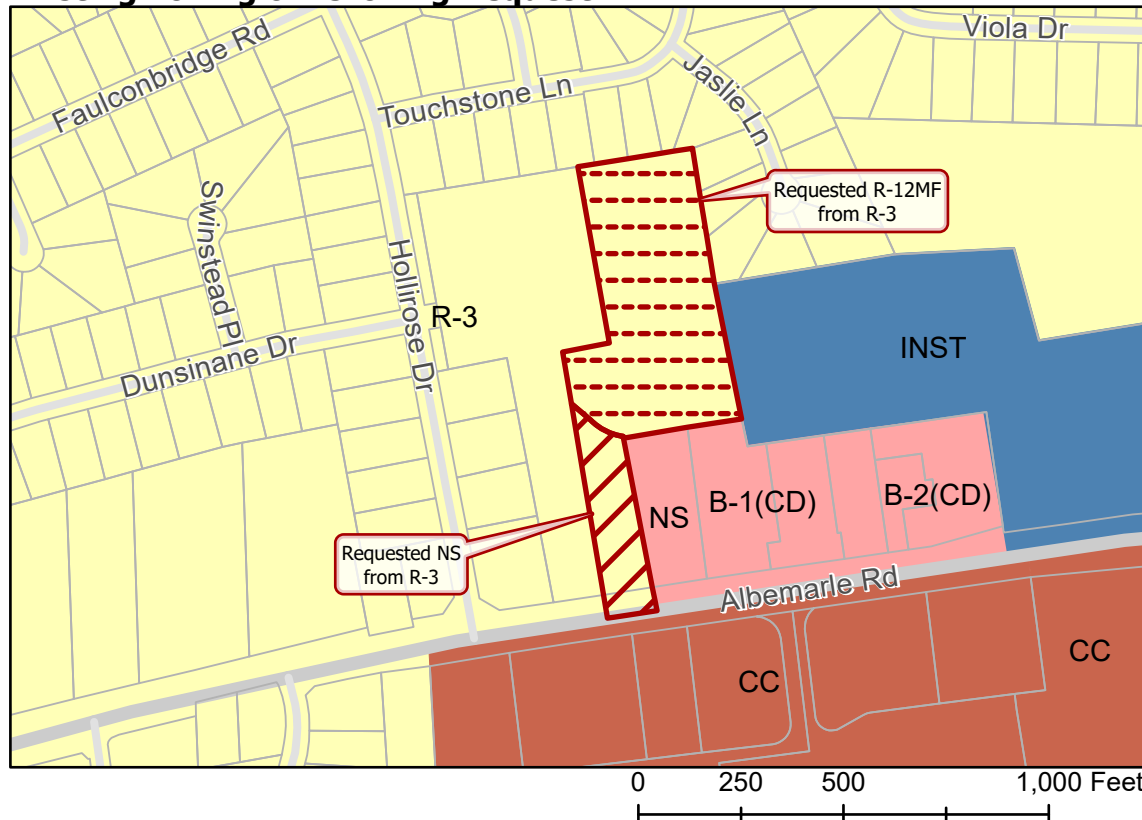 Faulconbridge Rd
Viola Dr
Touchstone Ln
Jaslie Ln
Requested R-12MF
from R-3
Swinstead Pl
Hollirose Dr
R-3
Dunsinane Dr
INST
NS
B-1(CD)
B-2(CD)
Requested NS
from R-3
Albemarle Rd
CC
CC
0 250 500 1,000 Feet